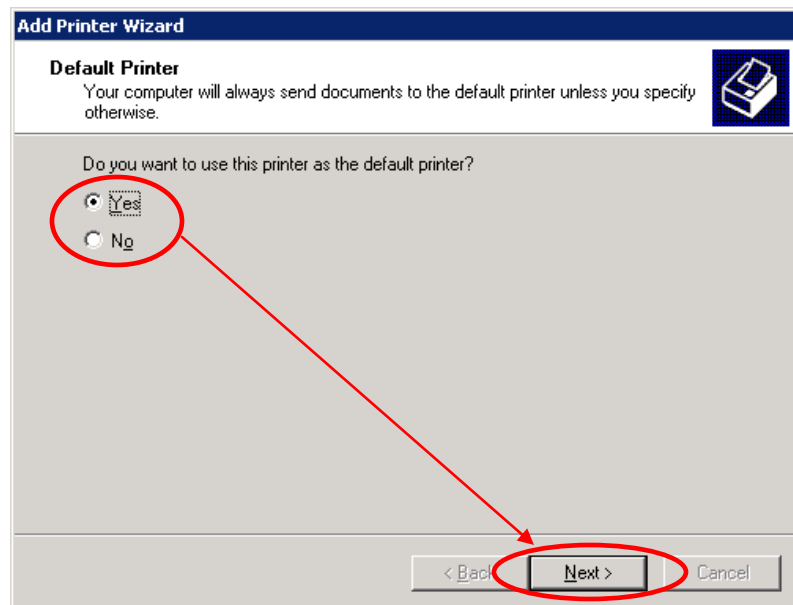 Add Printer Wizard
Default Printer
Your computer will always send documents to the default printer unless you specify
otherwise.
Do you want to use this printer as the default printer?
Yes
No
< Back
Next >
Cancel